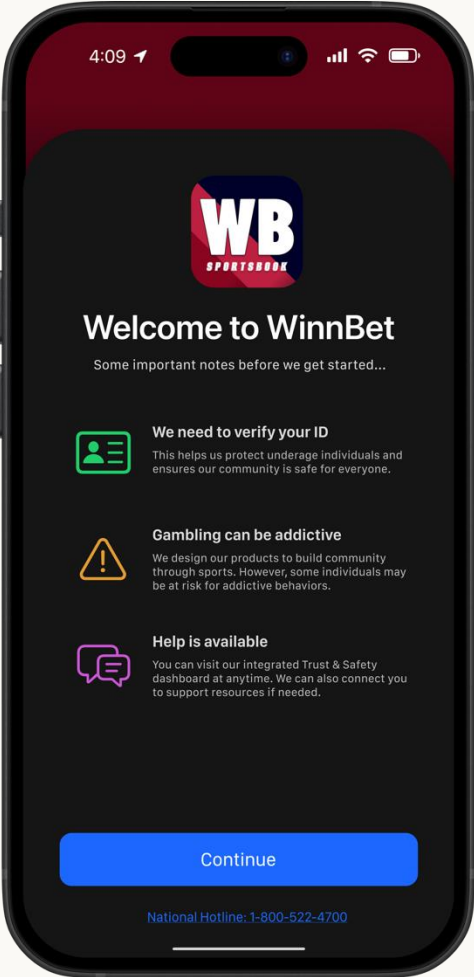 4:09
WB
SPORTSBOOK
Welcome to WinnBet
Some important notes before we get started...
We need to verify your ID
This helps us protect underage individuals and
ensures our community is safe for everyone.
Gambling can be addictive
We design our products to build community
through sports. However, some individuals may
be at risk for addictive behaviors.
Help is available
You can visit our integrated Trust & Safety
dashboard at anytime. We can also connect you
to support resources if needed.
Continue
National Hotline: 1-800-522-4700